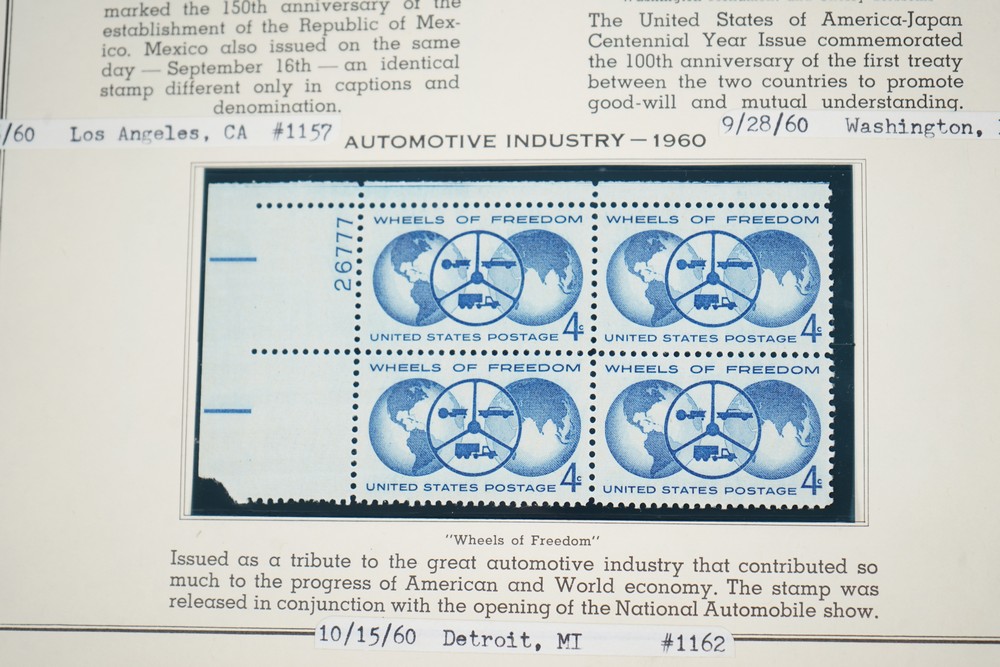 marked the 150th anniversary of the
establishment of the Republic of Mex-
ico. Mexico also issued on the same
day — September 16th — an identical
stamp different only in captions and
denomination.
/60 Los Angeles, CA #1157
The United States of America-Japan
Centennial Year Issue commemorated
the 100th anniversary of the first treaty
between the two countries to promote
good-will and mutual understanding.
9/28/60 Washington,
AUTOMOTIVE INDUSTRY — 1960
26777
WHEELS OF FREEDOM
UNITED STATES POSTAGE 4c
WHEELS OF FREEDOM
UNITED STATES POSTAGE 4c
WHEELS OF FREEDOM
UNITED STATES POSTAGE 4c
WHEELS OF FREEDOM
UNITED STATES POSTAGE 4c
"Wheels of Freedom"
Issued as a tribute to the great automotive industry that contributed so
much to the progress of American and World economy. The stamp was
released in conjunction with the opening of the National Automobile show.
10/15/60 Detroit, MI #1162